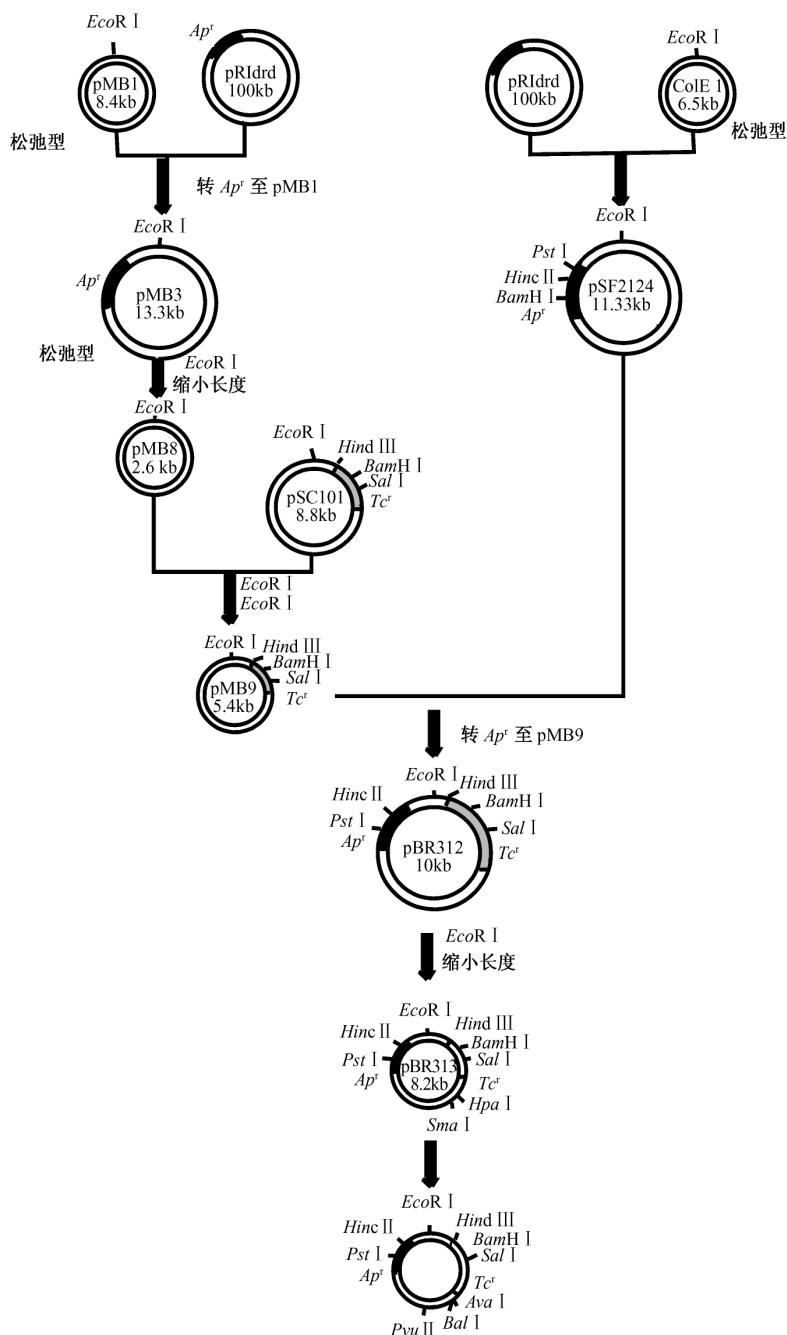 EcoR Ⅰ
pMB1
8.4kb
松弛型
Apʳ
pRIdrd
100kb
pRIdrd
100kb
EcoR Ⅰ
ColE 1
6.5kb
松弛型
转 Apʳ 至 pMB1
EcoR Ⅰ
Apʳ
pMB3
13.3kb
松弛型
EcoR Ⅰ
Pst Ⅰ
Hinc Ⅱ
BamH Ⅰ
Apʳ
pSF2124
11.33kb
EcoR Ⅰ
缩小长度
EcoR Ⅰ
pMB8
2.6 kb
EcoR Ⅰ
Hind Ⅲ
BamH Ⅰ
Sal Ⅰ
Tcʳ
pSC101
8.8kb
EcoR Ⅰ
EcoR Ⅰ
EcoR Ⅰ
Hind Ⅲ
BamH Ⅰ
Sal Ⅰ
Tcʳ
pMB9
5.4kb
转 Apʳ 至 pMB9
EcoR Ⅰ
Hind Ⅲ
Hinc Ⅱ
BamH Ⅰ
Pst Ⅰ
Sal Ⅰ
Apʳ
Tcʳ
pBR312
10kb
EcoR Ⅰ
缩小长度
EcoR Ⅰ
Hinc Ⅱ
Hind Ⅲ
BamH Ⅰ
Pst Ⅰ
Sal Ⅰ
Apʳ
Tcʳ
pBR313
8.2kb
Hpa Ⅰ
Sma Ⅰ
EcoR Ⅰ
Hinc Ⅱ
Hind Ⅲ
BamH Ⅰ
Pst Ⅰ
Sal Ⅰ
Apʳ
Tcʳ
Ava Ⅰ
Bal Ⅰ
Pvu Ⅱ